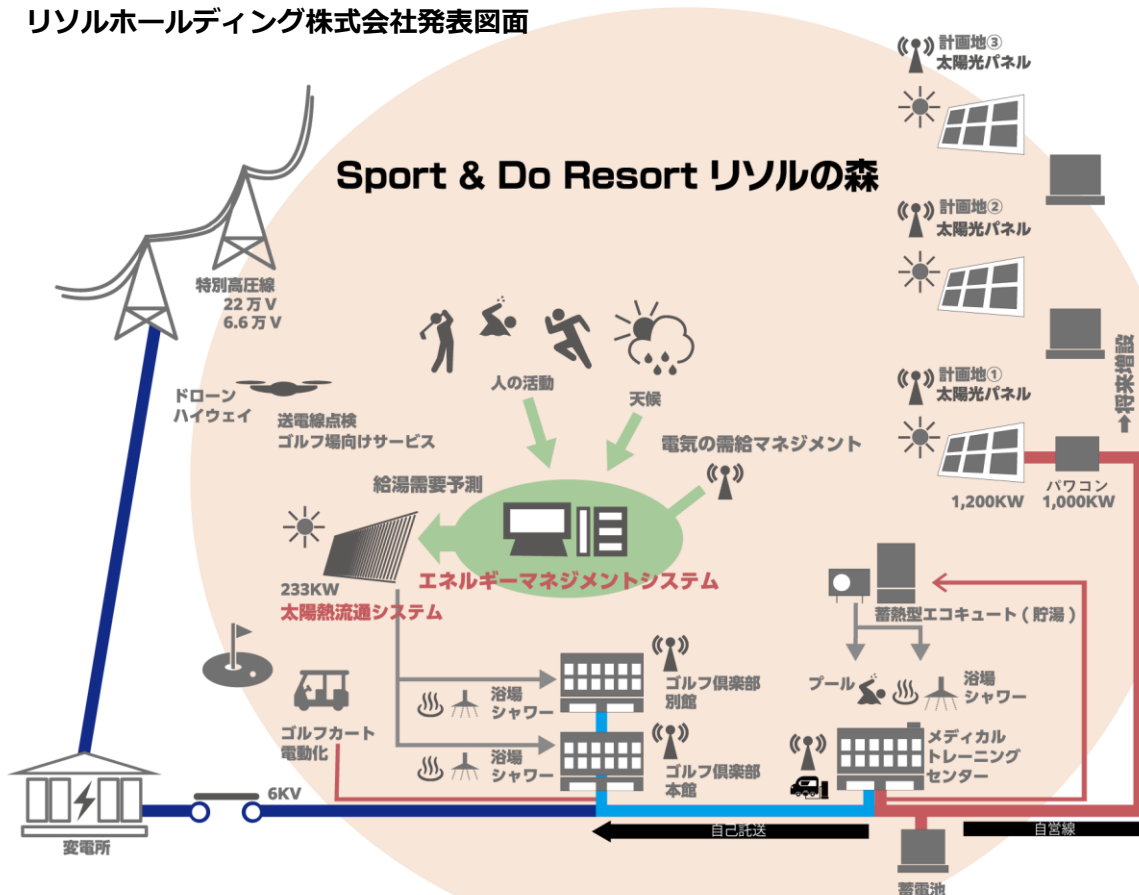 リソルホールディング株式会社発表図面
計画地③
太陽光パネル
Sport & Do Resort リソルの森
計画地②
太陽光パネル
特別高圧線
22万V
6.6万V
人の活動
天候
計画地①
太陽光パネル
➡将来増設
ドローン
ハイウェイ
送電線点検
ゴルフ場向けサービス
電気の需給マネジメント
給湯需要予測
1,200KW
パワコン
1,000KW
エネルギーマネジメントシステム
233KW
太陽熱流通システム
蓄熱型エコキュート(貯湯)
プール
浴場
シャワー
浴場
シャワー
ゴルフ倶楽部
別館
ゴルフカート
電動化
浴場
シャワー
ゴルフ倶楽部
本館
メディカル
トレーニング
センター
6KV
変電所
自己託送
自営線
蓄電池